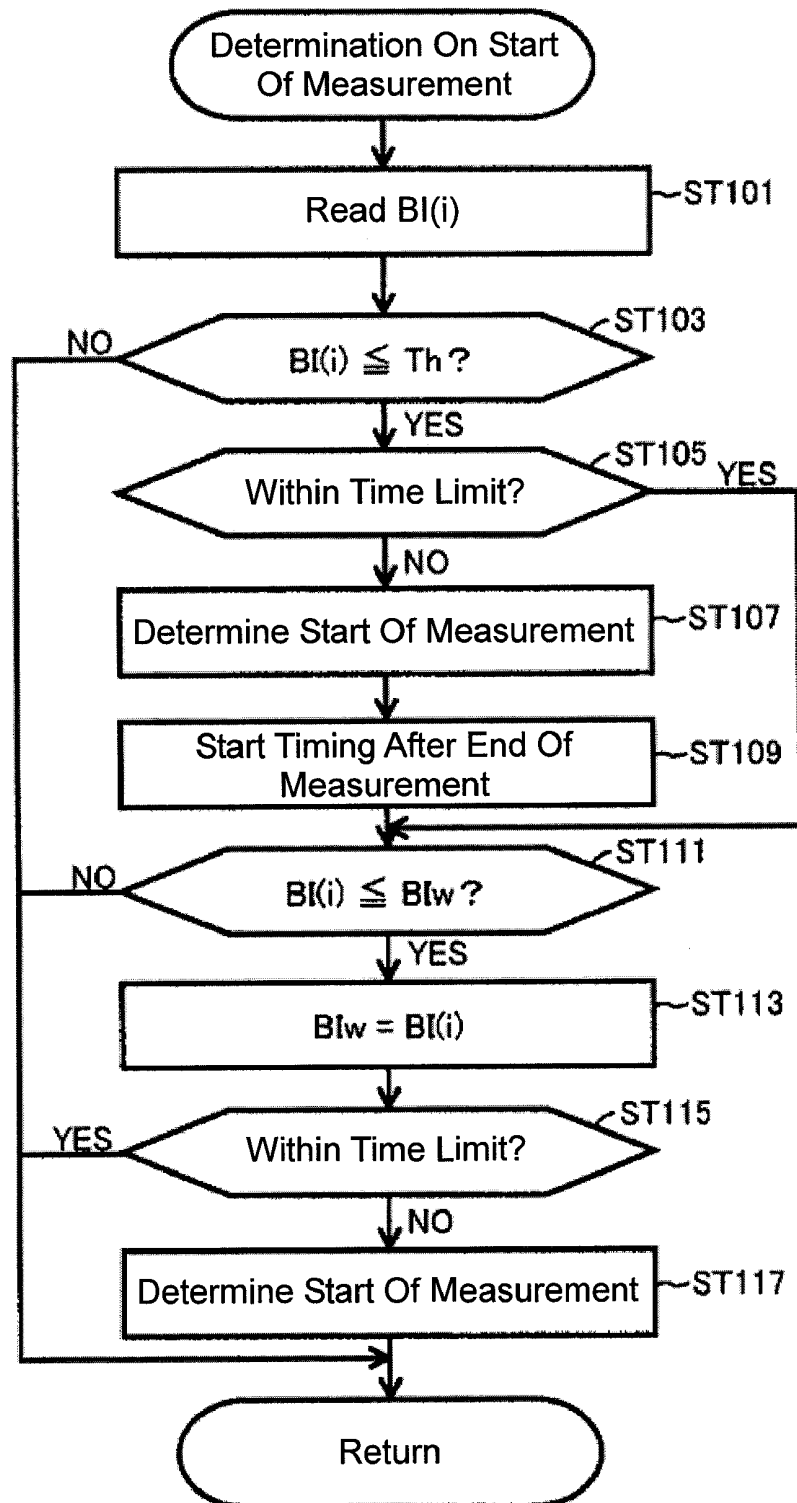 Determination On Start
Of Measurement
Read BI(i)
ST101
BI(i) ≦ Th?
ST103
NO
YES
Within Time Limit?
ST105
YES
NO
Determine Start Of Measurement
ST107
Start Timing After End Of
Measurement
ST109
BI(i) ≦ BIw?
ST111
NO
YES
BIw = BI(i)
ST113
Within Time Limit?
ST115
YES
NO
Determine Start Of Measurement
ST117
Return